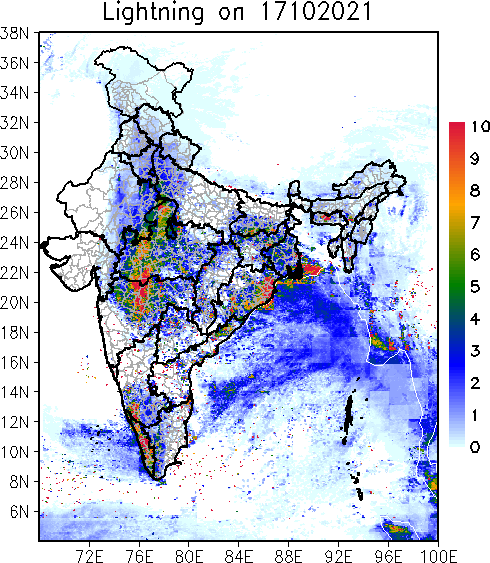 Lightning on 17102021
38N
36N
34N
32N
30N
28N
26N
24N
22N
20N
18N
16N
14N
12N
10N
8N
6N
72E 76E 80E 84E 88E 92E 96E 100E
10
9
8
7
6
5
4
3
2
1
0